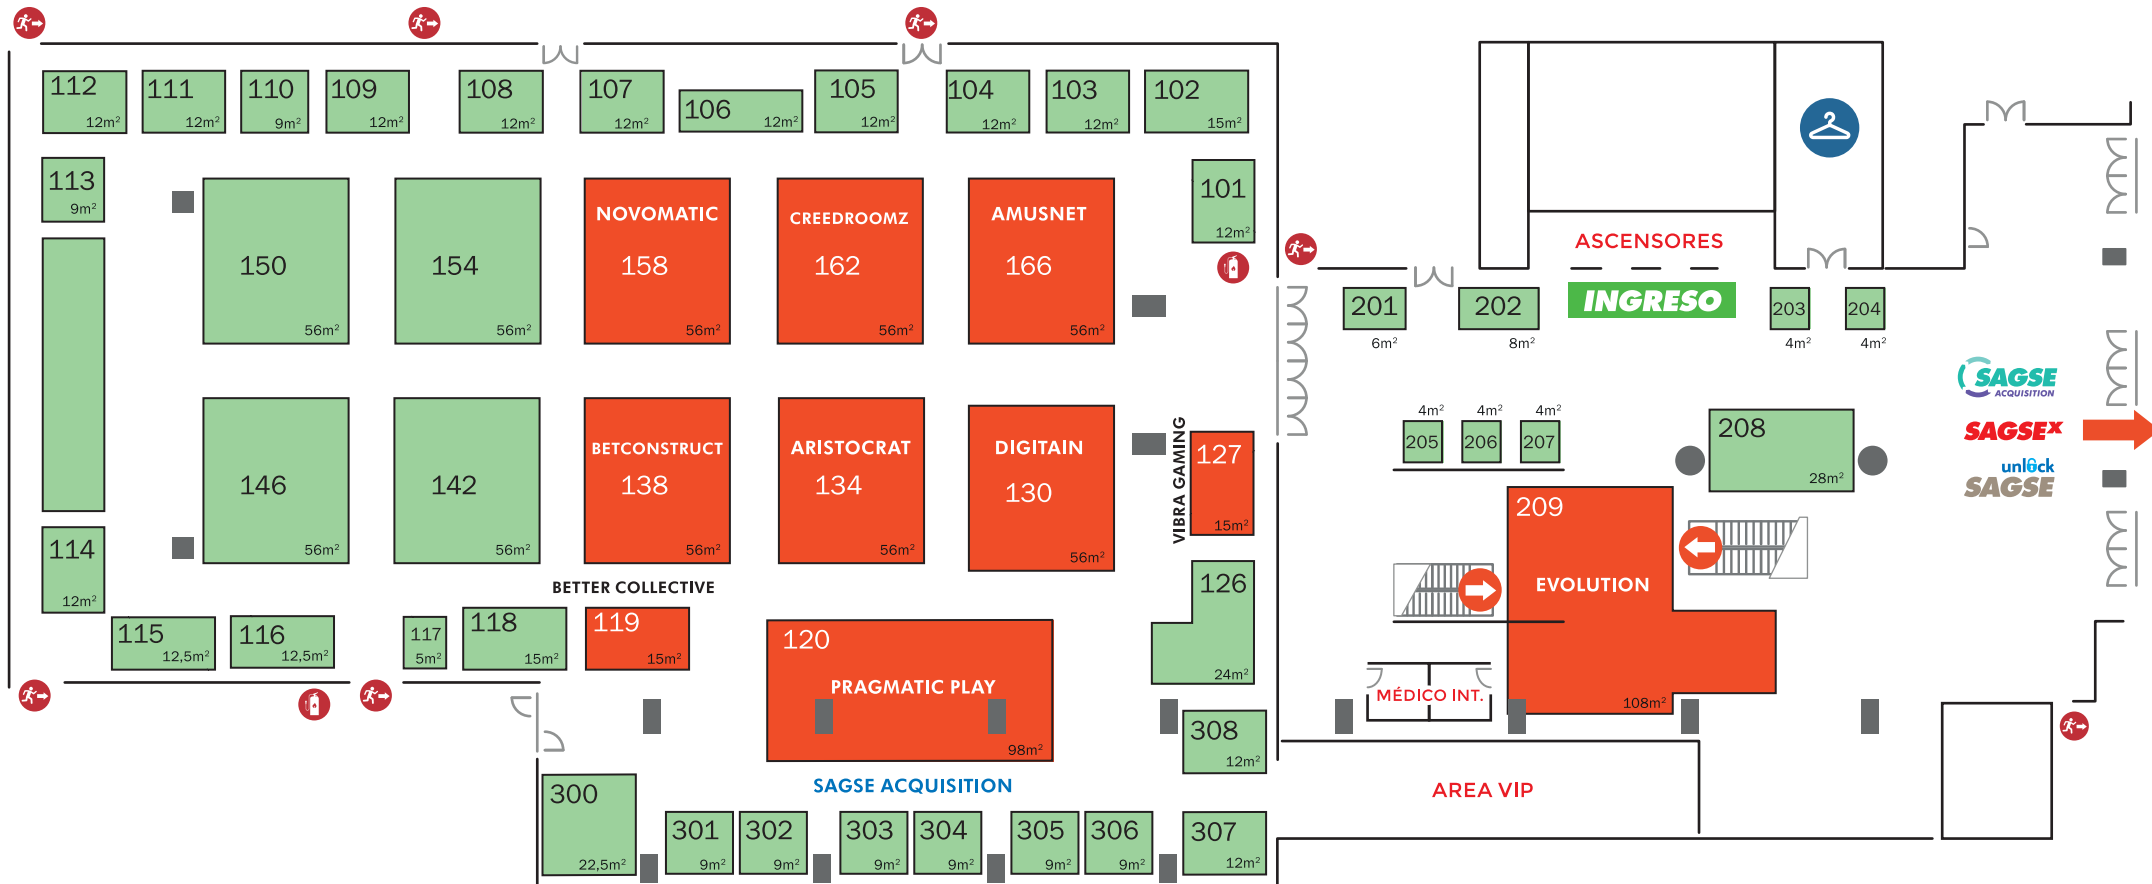 112
12m²
111
12m²
110
9m²
109
12m²
108
12m²
107
12m²
106
12m²
105
12m²
104
12m²
103
12m²
102
15m²
113
9m²
101
12m²
150
56m²
154
56m²
NOVOMATIC
158
56m²
CREEDROOMZ
162
56m²
AMUSNET
166
56m²
ASCENSORES
INGRESO
201
6m²
202
8m²
203
4m²
204
4m²
SAGSE
ACQUISITION
SAGSEX
unlock
SAGSE
146
56m²
142
56m²
BETCONSTRUCT
138
56m²
ARISTOCRAT
134
56m²
DIGITAIN
130
56m²
VIBRA GAMING
127
15m²
4m²
205
4m²
206
4m²
207
208
28m²
209
EVOLUTION
108m²
114
12m²
115
12,5m²
116
12,5m²
117
5m²
118
15m²
BETTER COLLECTIVE
119
15m²
120
PRAGMATIC PLAY
98m²
126
24m²
MÉDICO INT.
308
12m²
SAGSE ACQUISITION
AREA VIP
300
22,5m²
301
9m²
302
9m²
303
9m²
304
9m²
305
9m²
306
9m²
307
12m²